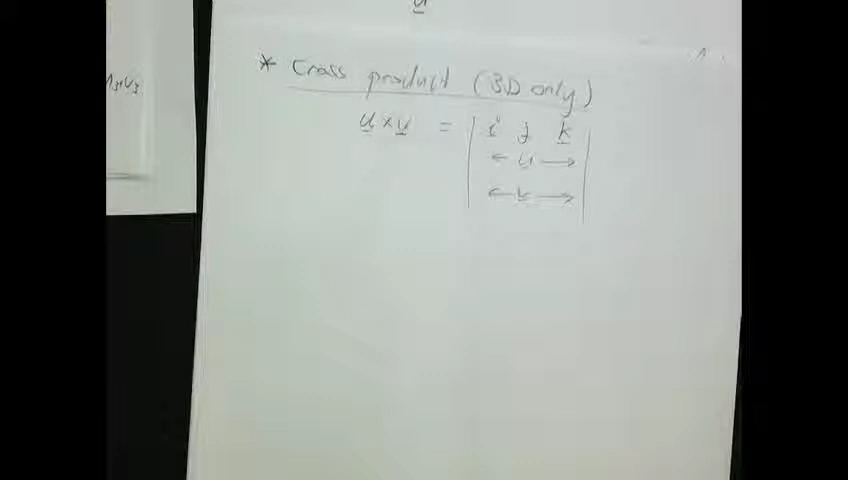 * Cross product (3D only)
u × v = | i j k |
← u →
← v →